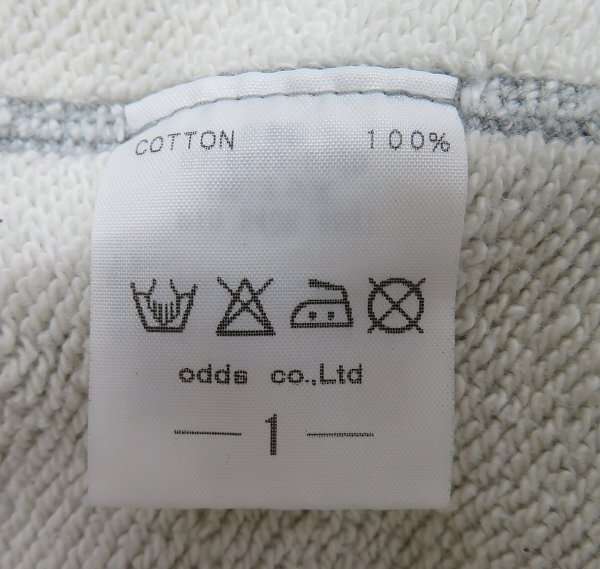 COTTON 100%
odds co.,Ltd
1